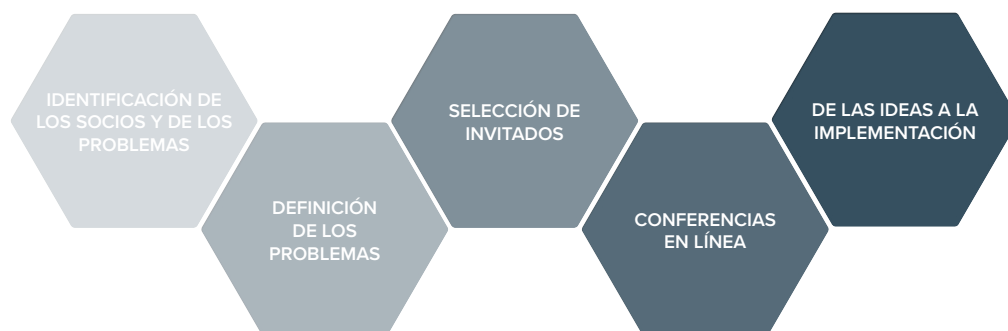 IDENTIFICACIÓN DE
LOS SOCIOS Y DE LOS
PROBLEMAS
DEFINICIÓN
DE LOS
PROBLEMAS
SELECCIÓN DE
INVITADOS
CONFERENCIAS
EN LÍNEA
DE LAS IDEAS A LA
IMPLEMENTACIÓN